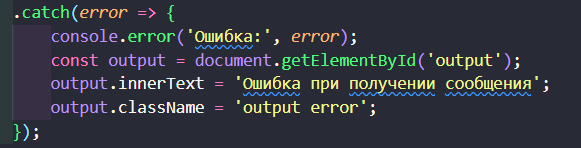 .catch(error => {
    console.error('Ошибка:', error);
    const output = document.getElementById('output');
    output.innerText = 'Ошибка при получении сообщения';
    output.className = 'output error';
});